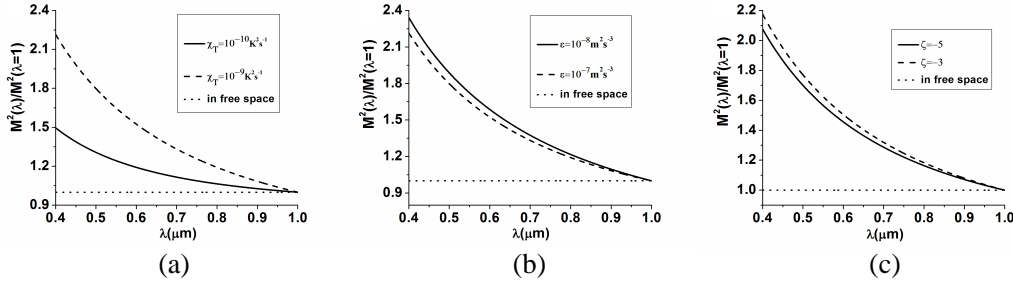 2.4
2.1
1.8
1.5
1.2
0.9
M²(λ)/M²(λ=1)
χ_T=10⁻¹⁰K²s⁻¹
χ_T=10⁻⁹K²s⁻¹
in free space
0.4 0.5 0.6 0.7 0.8 0.9 1.0
λ(μm)
(a)
2.4
2.1
1.8
1.5
1.2
0.9
M²(λ)/M²(λ=1)
ε=10⁻⁸m²s⁻³
ε=10⁻⁷m²s⁻³
in free space
0.4 0.5 0.6 0.7 0.8 0.9 1.0
λ(μm)
(b)
2.2
2.0
1.8
1.6
1.4
1.2
1.0
M²(λ)/M²(λ=1)
ζ=−5
ζ=−3
in free space
0.4 0.5 0.6 0.7 0.8 0.9 1.0
λ(μm)
(c)